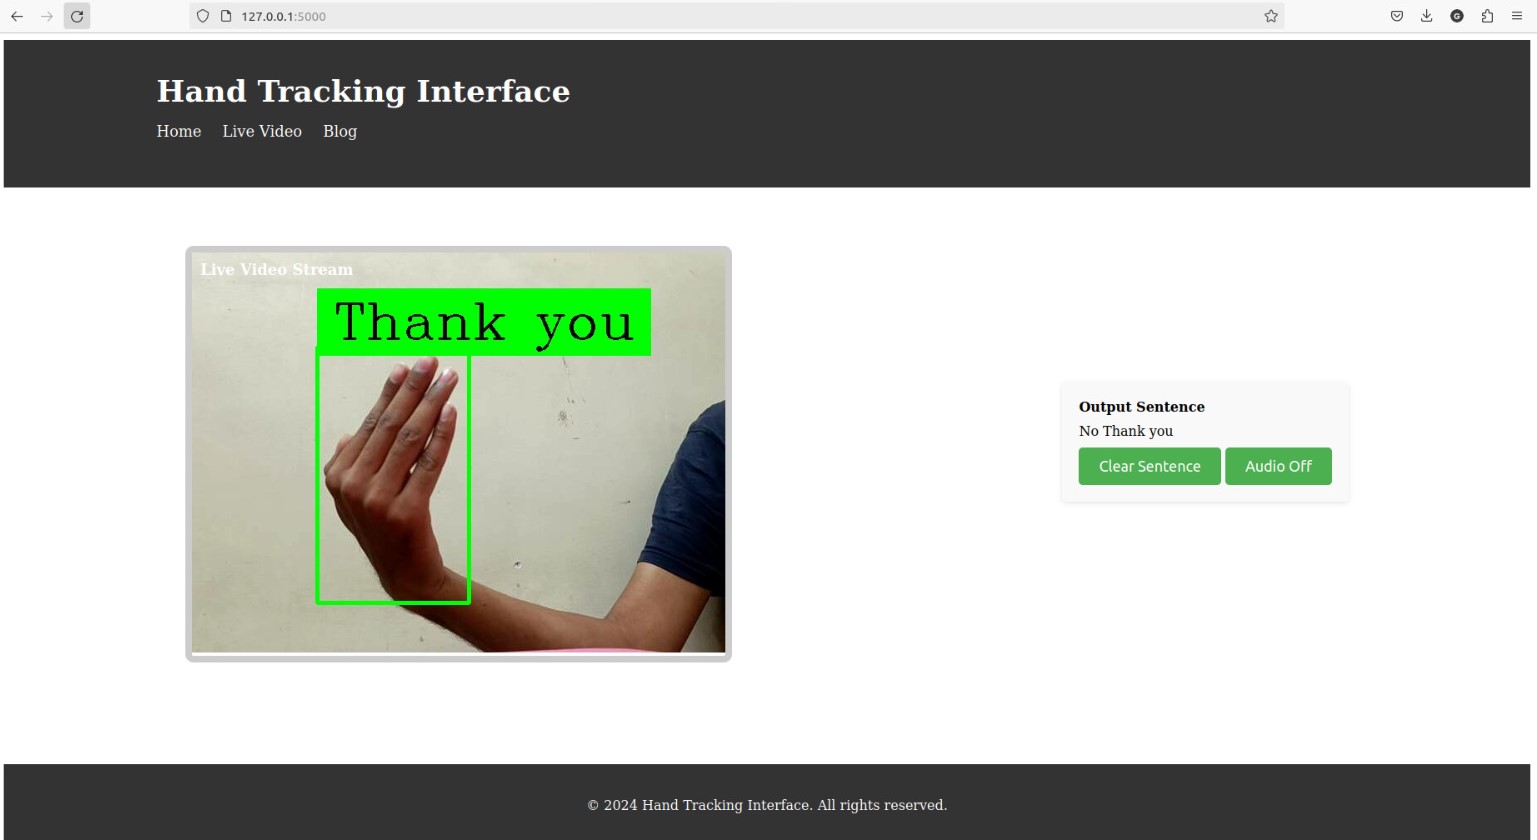 127.0.0.1:5000
G
Hand Tracking Interface
Home Live Video Blog
Live Video Stream
Thank you
Output Sentence
No Thank you
Clear Sentence Audio Off
© 2024 Hand Tracking Interface. All rights reserved.